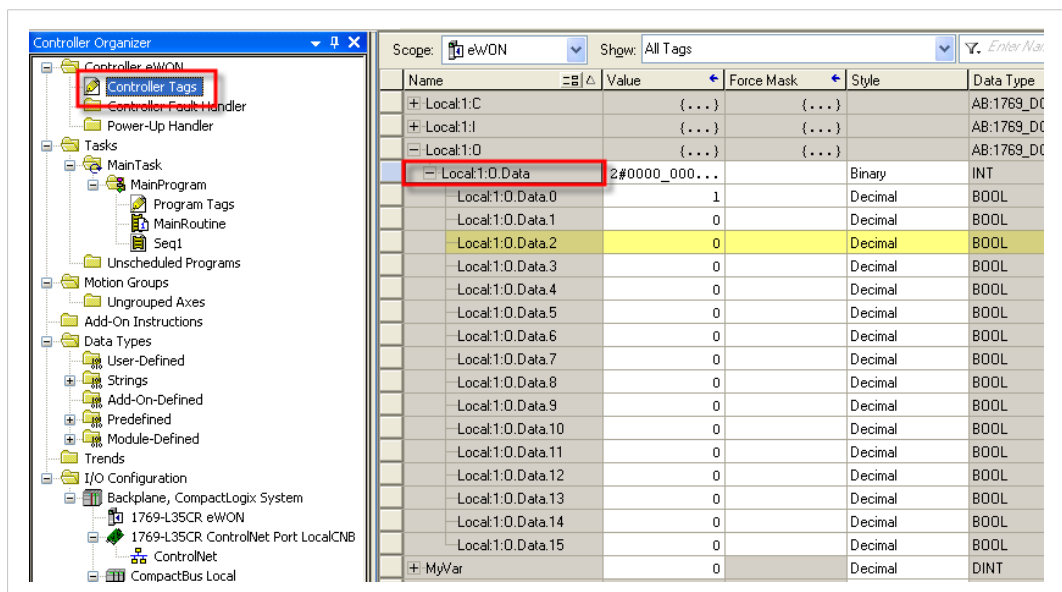 Controller Organizer
Controller eWON
Controller Tags
Controller Fault Handler
Power-Up Handler
Tasks
MainTask
MainProgram
Program Tags
MainRoutine
Seq1
Unscheduled Programs
Motion Groups
Ungrouped Axes
Add-On Instructions
Data Types
User-Defined
Strings
Add-On-Defined
Predefined
Module-Defined
Trends
I/O Configuration
Backplane, CompactLogix System
1769-L35CR eWON
1769-L35CR ControlNet Port LocalCNB
ControlNet
CompactBus Local
Scope: eWON Show: All Tags Enter Na
Name Value Force Mask Style Data Type
Local:1:C {...} {...} AB:1769_DO
Local:1:I {...} {...} AB:1769_DO
Local:1:O {...} {...} AB:1769_DO
Local:1:O.Data 2#0000_000... Binary INT
Local:1:O.Data.0 1 Decimal BOOL
Local:1:O.Data.1 0 Decimal BOOL
Local:1:O.Data.2 0 Decimal BOOL
Local:1:O.Data.3 0 Decimal BOOL
Local:1:O.Data.4 0 Decimal BOOL
Local:1:O.Data.5 0 Decimal BOOL
Local:1:O.Data.6 0 Decimal BOOL
Local:1:O.Data.7 0 Decimal BOOL
Local:1:O.Data.8 0 Decimal BOOL
Local:1:O.Data.9 0 Decimal BOOL
Local:1:O.Data.10 0 Decimal BOOL
Local:1:O.Data.11 0 Decimal BOOL
Local:1:O.Data.12 0 Decimal BOOL
Local:1:O.Data.13 0 Decimal BOOL
Local:1:O.Data.14 0 Decimal BOOL
Local:1:O.Data.15 0 Decimal BOOL
MyVar 0 Decimal DINT